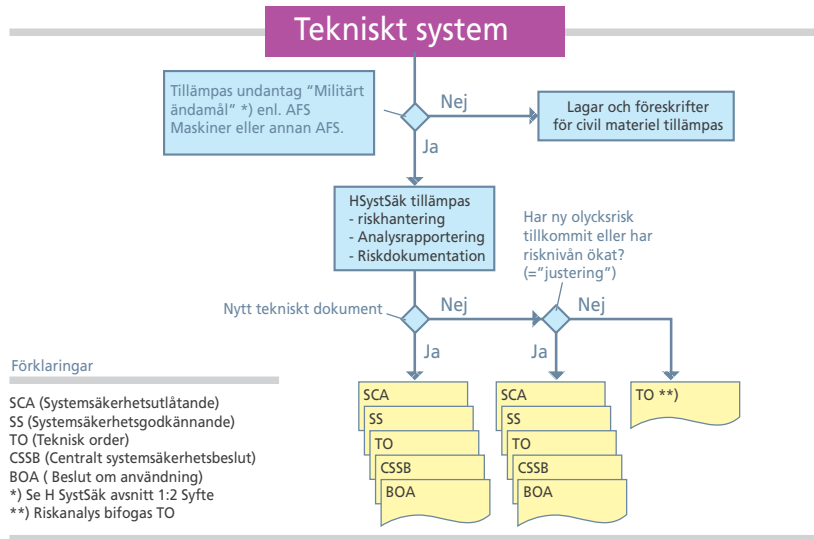 Tekniskt system
Tillämpas undantag "Militärt
ändamål" *) enl. AFS
Maskiner eller annan AFS.
Nej
Lagar och föreskrifter
för civil materiel tillämpas
Ja
HSystSäk tillämpas
- riskhantering
- Analysrapportering
- Riskdokumentation
Har ny olycksrisk
tillkommit eller har
risknivån ökat?
(="justering")
Nytt tekniskt dokument
Nej
Nej
Ja
Ja
SCA
SS
TO
CSSB
BOA
SCA
SS
TO
CSSB
BOA
TO **)
Förklaringar
SCA (Systemsäkerhetsutlåtande)
SS (Systemsäkerhetsgodkännande)
TO (Teknisk order)
CSSB (Centralt systemsäkerhetsbeslut)
BOA ( Beslut om användning)
*) Se H SystSäk avsnitt 1:2 Syfte
**) Riskanalys bifogas TO